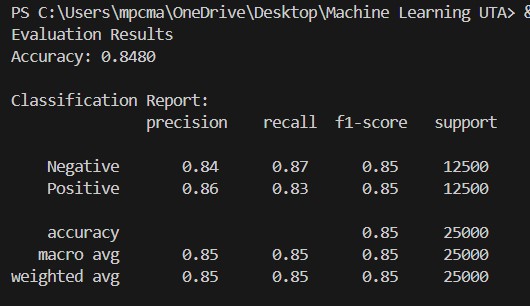 PS C:\Users\mpcma\OneDrive\Desktop\Machine Learning UTA> &
Evaluation Results
Accuracy: 0.8480
Classification Report:
precision recall f1-score support
Negative 0.84 0.87 0.85 12500
Positive 0.86 0.83 0.85 12500
accuracy 0.85 25000
macro avg 0.85 0.85 0.85 25000
weighted avg 0.85 0.85 0.85 25000